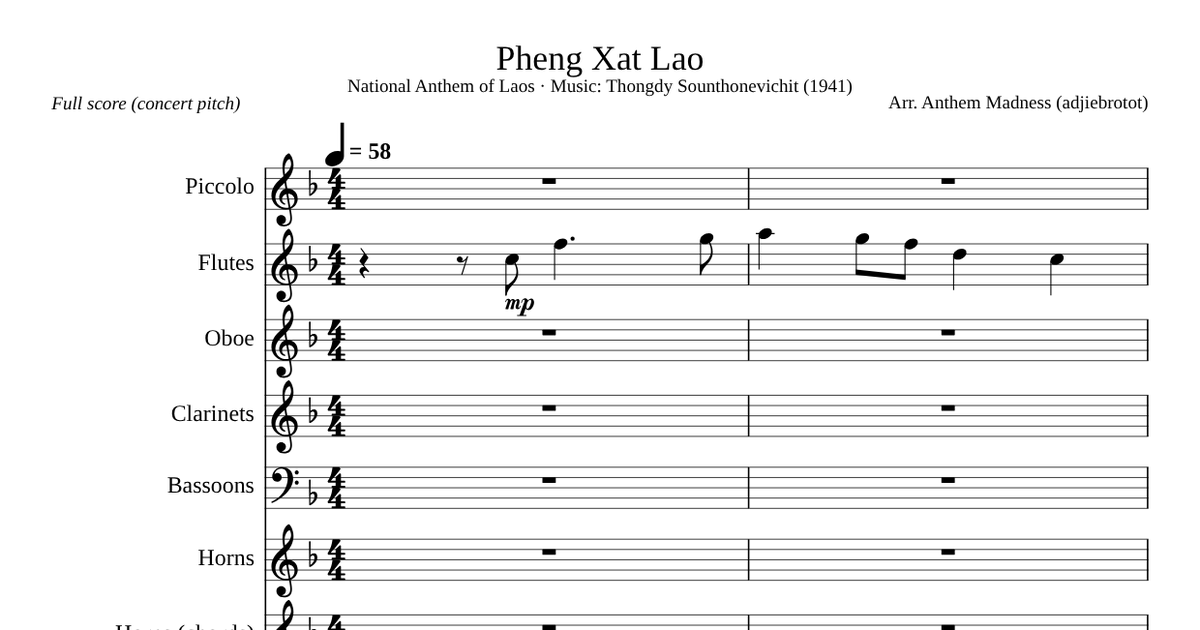 Pheng Xat Lao
National Anthem of Laos · Music: Thongdy Sounthonevichit (1941)
Full score (concert pitch)
Arr. Anthem Madness (adjiebrotot)
= 58
Piccolo
Flutes
mp
Oboe
Clarinets
Bassoons
Horns